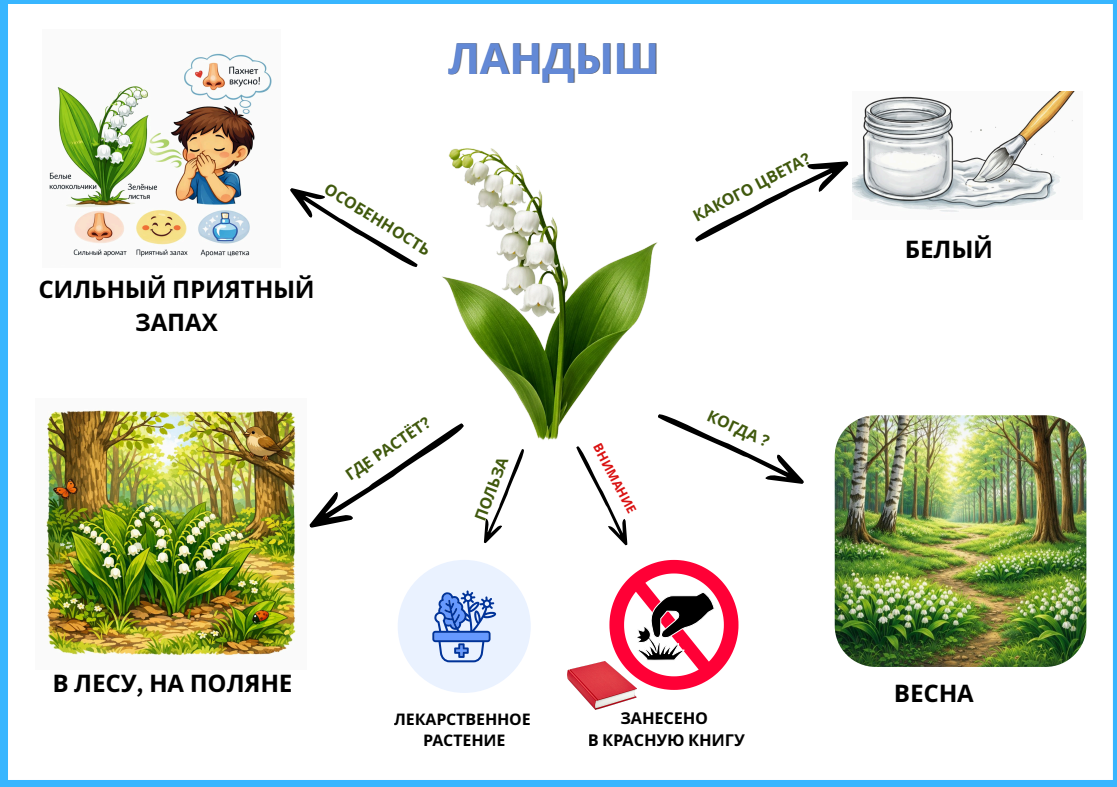 ЛАНДЫШ
Пахнет
вкусно!
Белые
колокольчики
Зелёные
листья
Сильный аромат
Приятный запах
Аромат цветка
ОСОБЕННОСТЬ
СИЛЬНЫЙ ПРИЯТНЫЙ
ЗАПАХ
КАКОГО ЦВЕТА?
БЕЛЫЙ
ГДЕ РАСТЁТ?
В ЛЕСУ, НА ПОЛЯНЕ
ПОЛЬЗА
ЛЕКАРСТВЕННОЕ
РАСТЕНИЕ
ВНИМАНИЕ
ЗАНЕСЕНО
В КРАСНУЮ КНИГУ
КОГДА ?
ВЕСНА